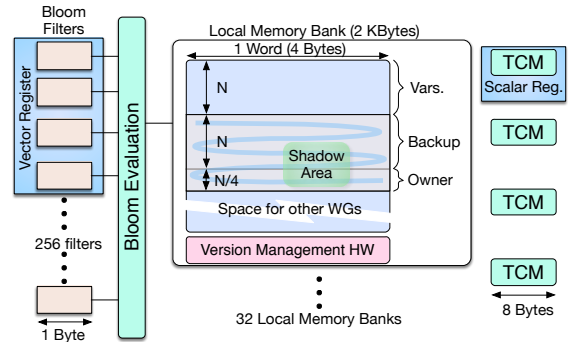 Bloom
Filters
Vector Register
256 filters
1 Byte
Bloom Evaluation
Local Memory Bank (2 KBytes)
1 Word (4 Bytes)
N
Vars.
N
Backup
Shadow
Area
N/4
Owner
Space for other WGs
Version Management HW
32 Local Memory Banks
TCM
Scalar Reg.
TCM
TCM
TCM
8 Bytes